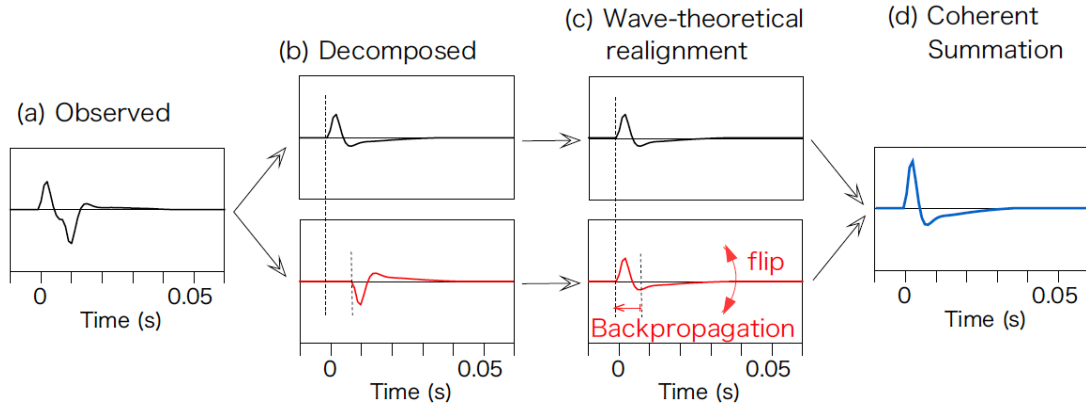 (a) Observed
0
0.05
Time (s)
(b) Decomposed
0
0.05
Time (s)
(c) Wave-theoretical
realignment
flip
Backpropagation
0
0.05
Time (s)
(d) Coherent
Summation
0
0.05
Time (s)